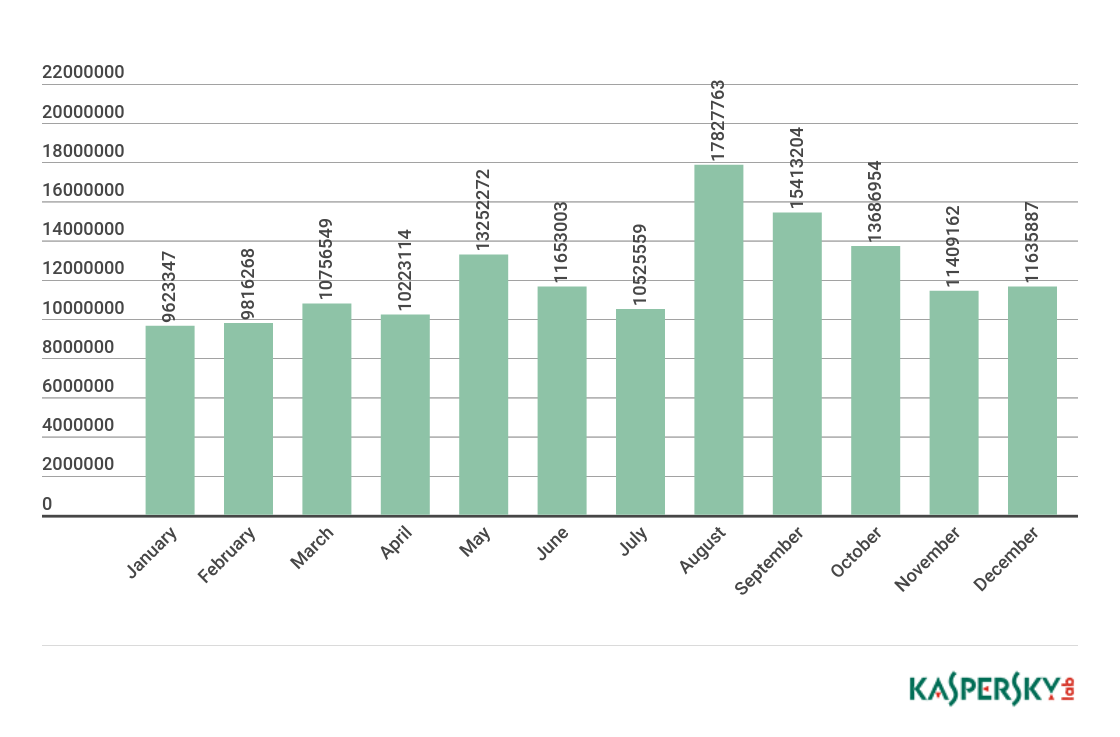 22000000
20000000
18000000
16000000
14000000
12000000
10000000
8000000
6000000
4000000
2000000
0
9623347
9816268
10756549
10223114
13252272
11653003
10525559
17827763
15413204
13686954
11409162
11635887
January
February
March
April
May
June
July
August
September
October
November
December
KASPERSKY lab